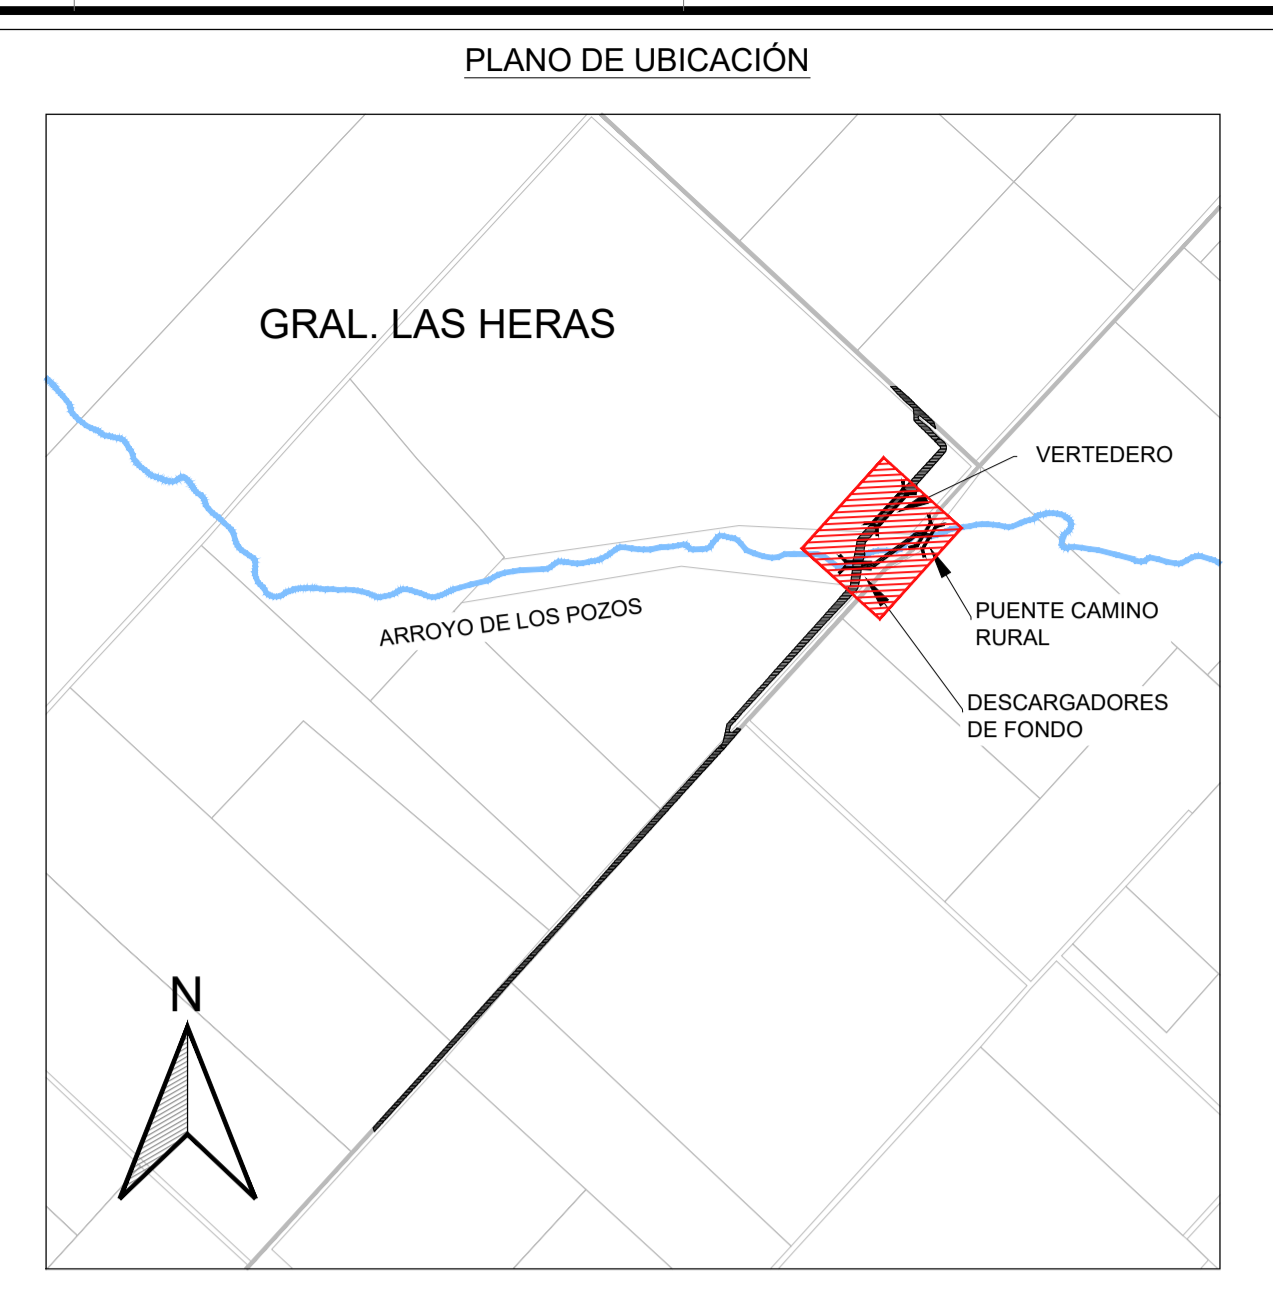 PLANO DE UBICACIÓN
GRAL. LAS HERAS
VERTEDERO
PUENTE CAMINO
RURAL
ARROYO DE LOS POZOS
DESCARGADORES
DE FONDO
N